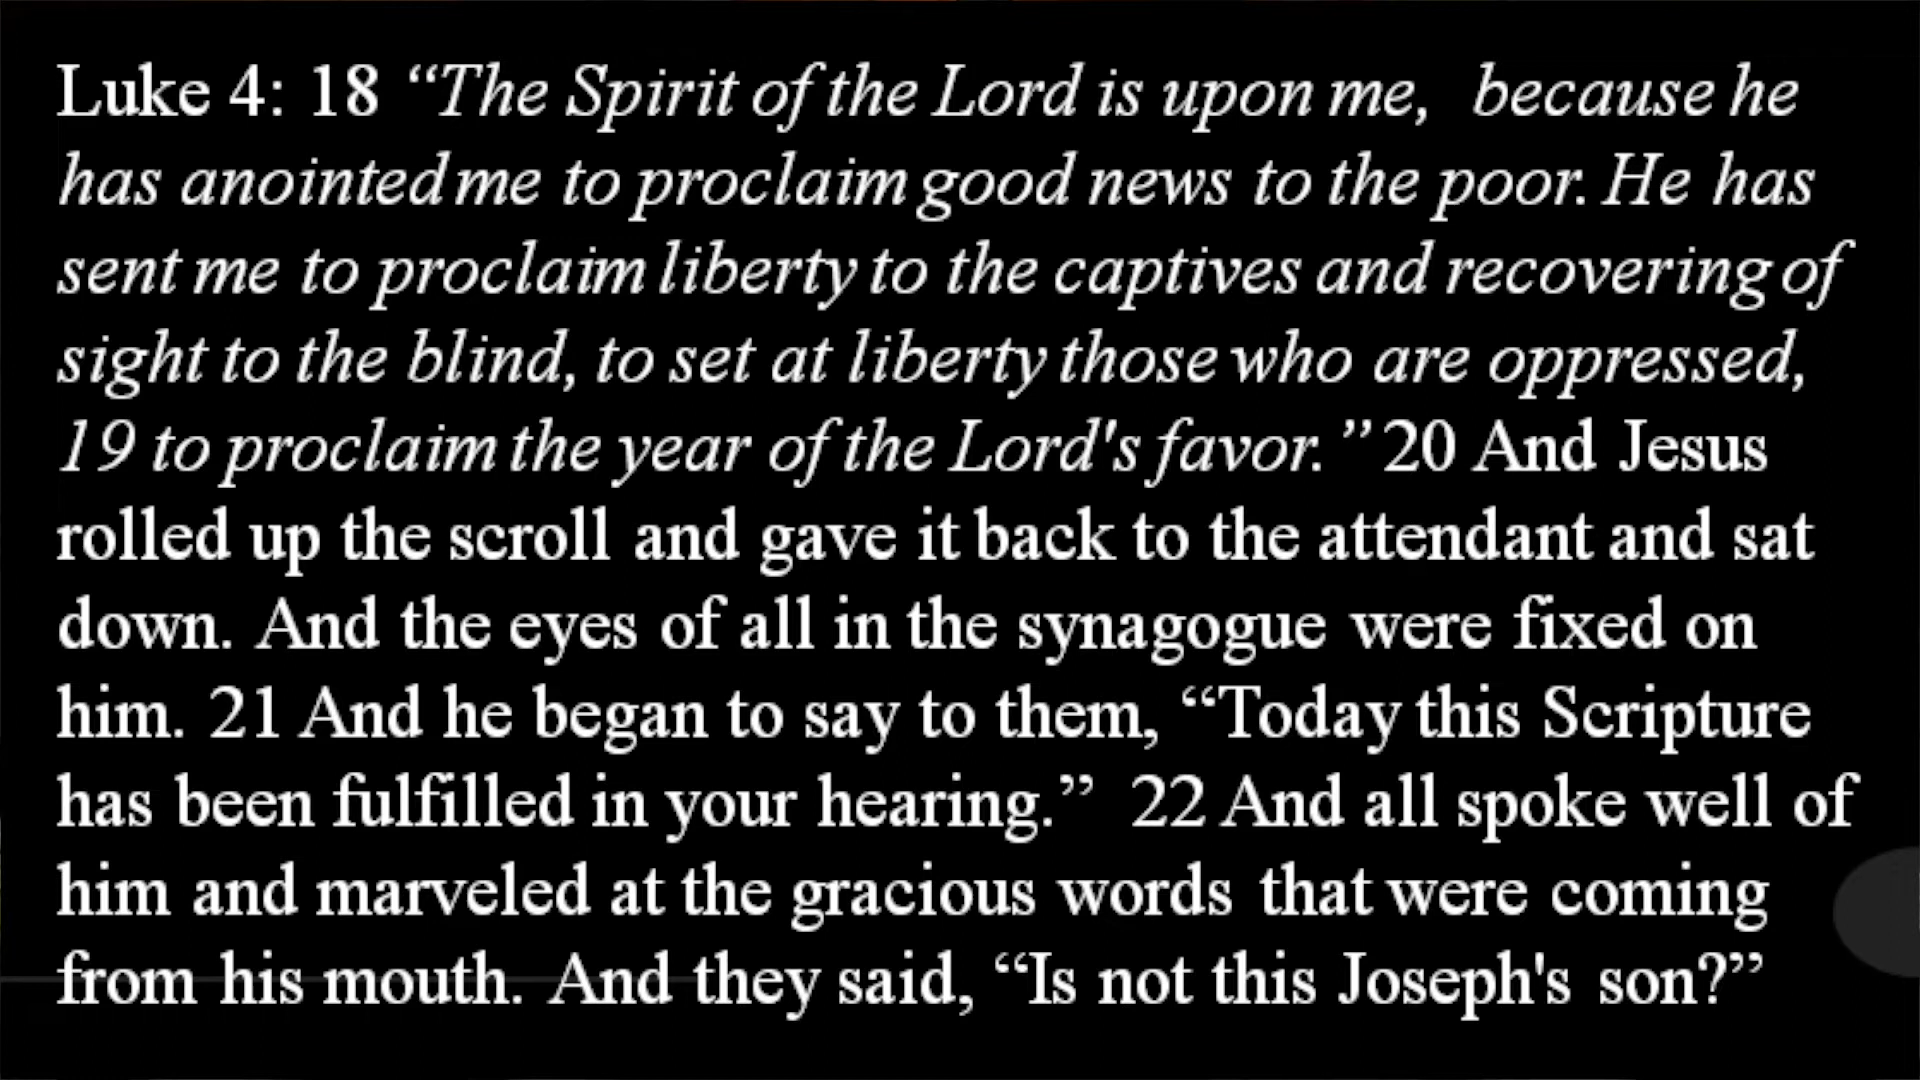 Luke 4: 18 “The Spirit of the Lord is upon me, because he
has anointed me to proclaim good news to the poor. He has
sent me to proclaim liberty to the captives and recovering of
sight to the blind, to set at liberty those who are oppressed,
19 to proclaim the year of the Lord's favor.” 20 And Jesus
rolled up the scroll and gave it back to the attendant and sat
down. And the eyes of all in the synagogue were fixed on
him. 21 And he began to say to them, “Today this Scripture
has been fulfilled in your hearing.” 22 And all spoke well of
him and marveled at the gracious words that were coming
from his mouth. And they said, “Is not this Joseph's son?”